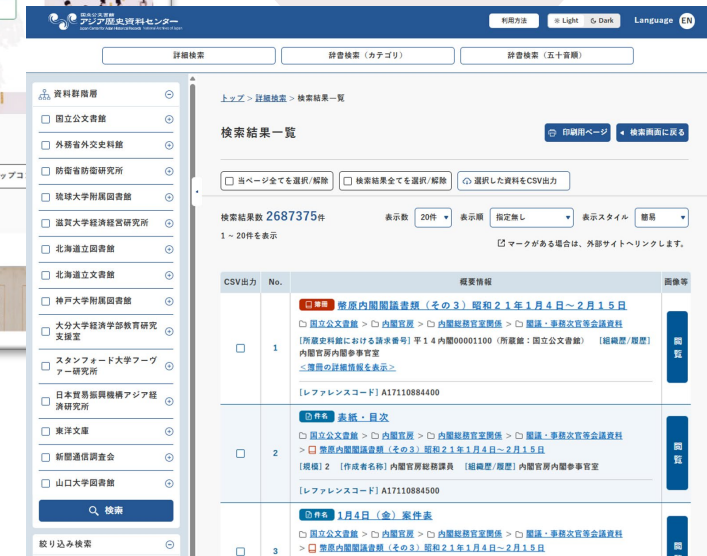 国立公文書館
アジア歴史資料センター
Japan Center for Asian Historical Records, National Archives of Japan
利用方法
Light
Dark
Language
EN
詳細検索
辞書検索（カテゴリ）
辞書検索（五十音順）
資料群階層
国立公文書館
外務省外交史料館
防衛省防衛研究所
琉球大学附属図書館
滋賀大学経済経営研究所
北海道立図書館
北海道立文書館
神戸大学附属図書館
大分大学経済学部教育研究
支援室
スタンフォード大学フーヴ
ァー研究所
日本貿易振興機構アジア経
済研究所
東洋文庫
新聞通信調査会
山口大学図書館
検索
絞り込み検索
トップ > 詳細検索 > 検索結果一覧
検索結果一覧
印刷用ページ
検索画面に戻る
当ページ全てを選択/解除
検索結果全てを選択/解除
選択した資料をCSV出力
検索結果数 2687375件
表示数 20件
表示順 指定無し
表示スタイル 簡易
1 ~ 20件を表示
マークがある場合は、外部サイトへリンクします。
CSV出力 No. 概要情報 画像等
簿冊 幣原内閣閣議書類（その３）昭和２１年１月４日～２月１５日
国立公文書館 > 内閣官房 > 内閣総務官室関係 > 閣議・事務次官等会議資料
[所蔵史料館における請求番号] 平１４内閣00001100（所蔵館：国立公文書館） [組織歴/履歴]
内閣官房内閣参事官室
<簿冊の詳細情報を表示>
1
閲覧
[レファレンスコード] A17110884400
件名 表紙・目次
国立公文書館 > 内閣官房 > 内閣総務官室関係 > 閣議・事務次官等会議資料
> 幣原内閣閣議書類（その３）昭和２１年１月４日～２月１５日
[規模] 2 [作成者名称] 内閣官房総務課員 [組織歴/履歴] 内閣官房内閣参事官室
2
閲覧
[レファレンスコード] A17110884500
件名 1月4日（金）案件表
国立公文書館 > 内閣官房 > 内閣総務官室関係 > 閣議・事務次官等会議資料
> 幣原内閣閣議書類（その３）昭和２１年１月４日～２月１５日
3
閲